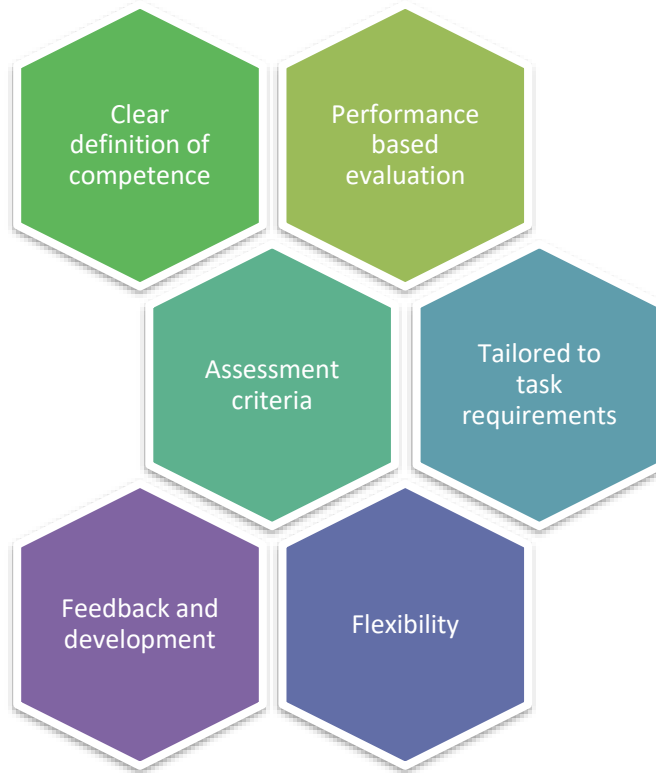 Clear
definition of
competence
Performance
based
evaluation
Assessment
criteria
Tailored to
task
requirements
Feedback and
development
Flexibility